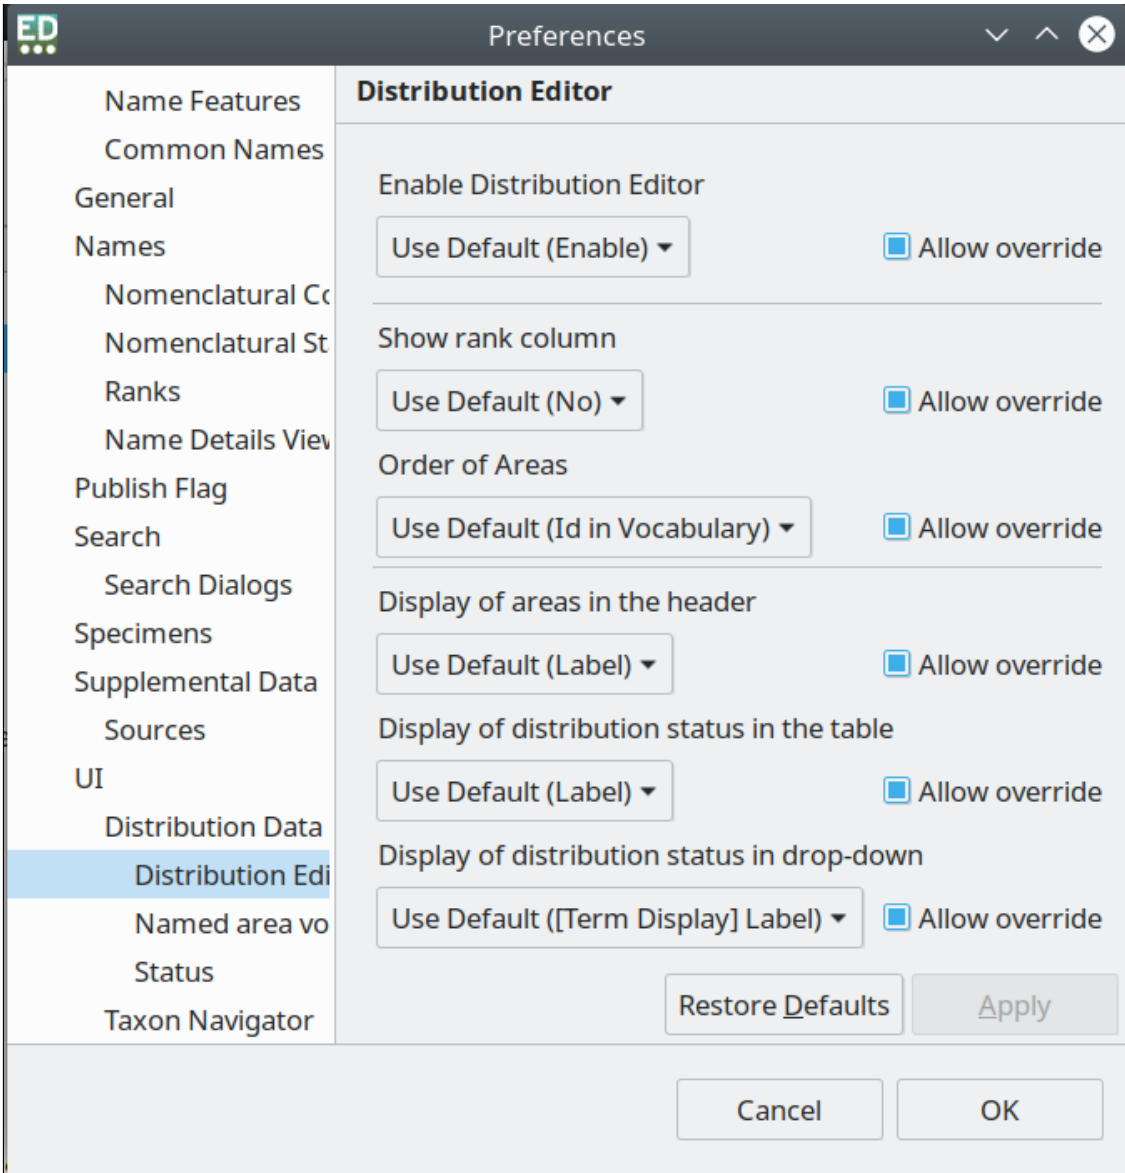 ED
Preferences
Name Features
Common Names
General
Names
Nomenclatural Co
Nomenclatural St
Ranks
Name Details View
Publish Flag
Search
Search Dialogs
Specimens
Supplemental Data
Sources
UI
Distribution Data
Distribution Edi
Named area vo
Status
Taxon Navigator
Distribution Editor
Enable Distribution Editor
Use Default (Enable)
Allow override
Show rank column
Use Default (No)
Allow override
Order of Areas
Use Default (Id in Vocabulary)
Allow override
Display of areas in the header
Use Default (Label)
Allow override
Display of distribution status in the table
Use Default (Label)
Allow override
Display of distribution status in drop-down
Use Default ([Term Display] Label)
Allow override
Restore Defaults
Apply
Cancel
OK